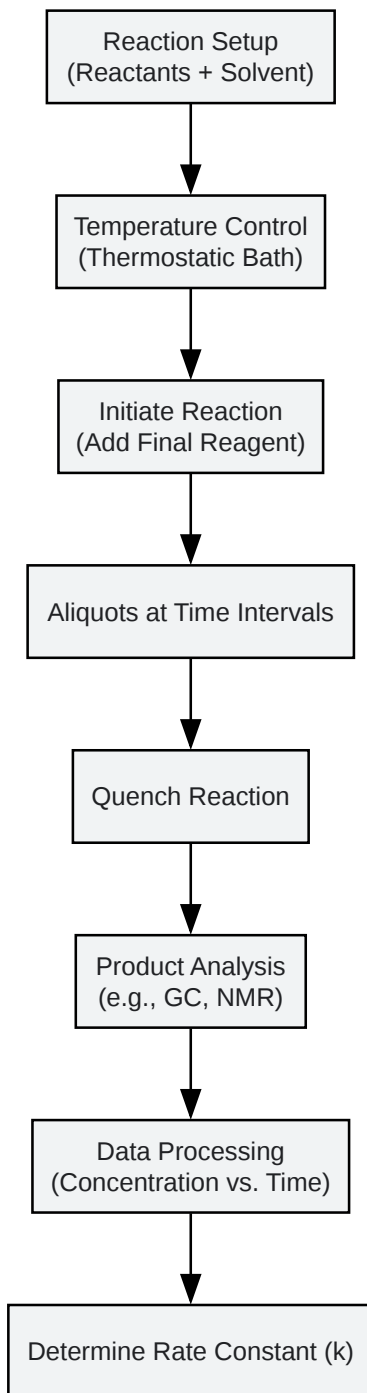 Reaction Setup
(Reactants + Solvent)
Temperature Control
(Thermostatic Bath)
Initiate Reaction
(Add Final Reagent)
Aliquots at Time Intervals
Quench Reaction
Product Analysis
(e.g., GC, NMR)
Data Processing
(Concentration vs. Time)
Determine Rate Constant (k)